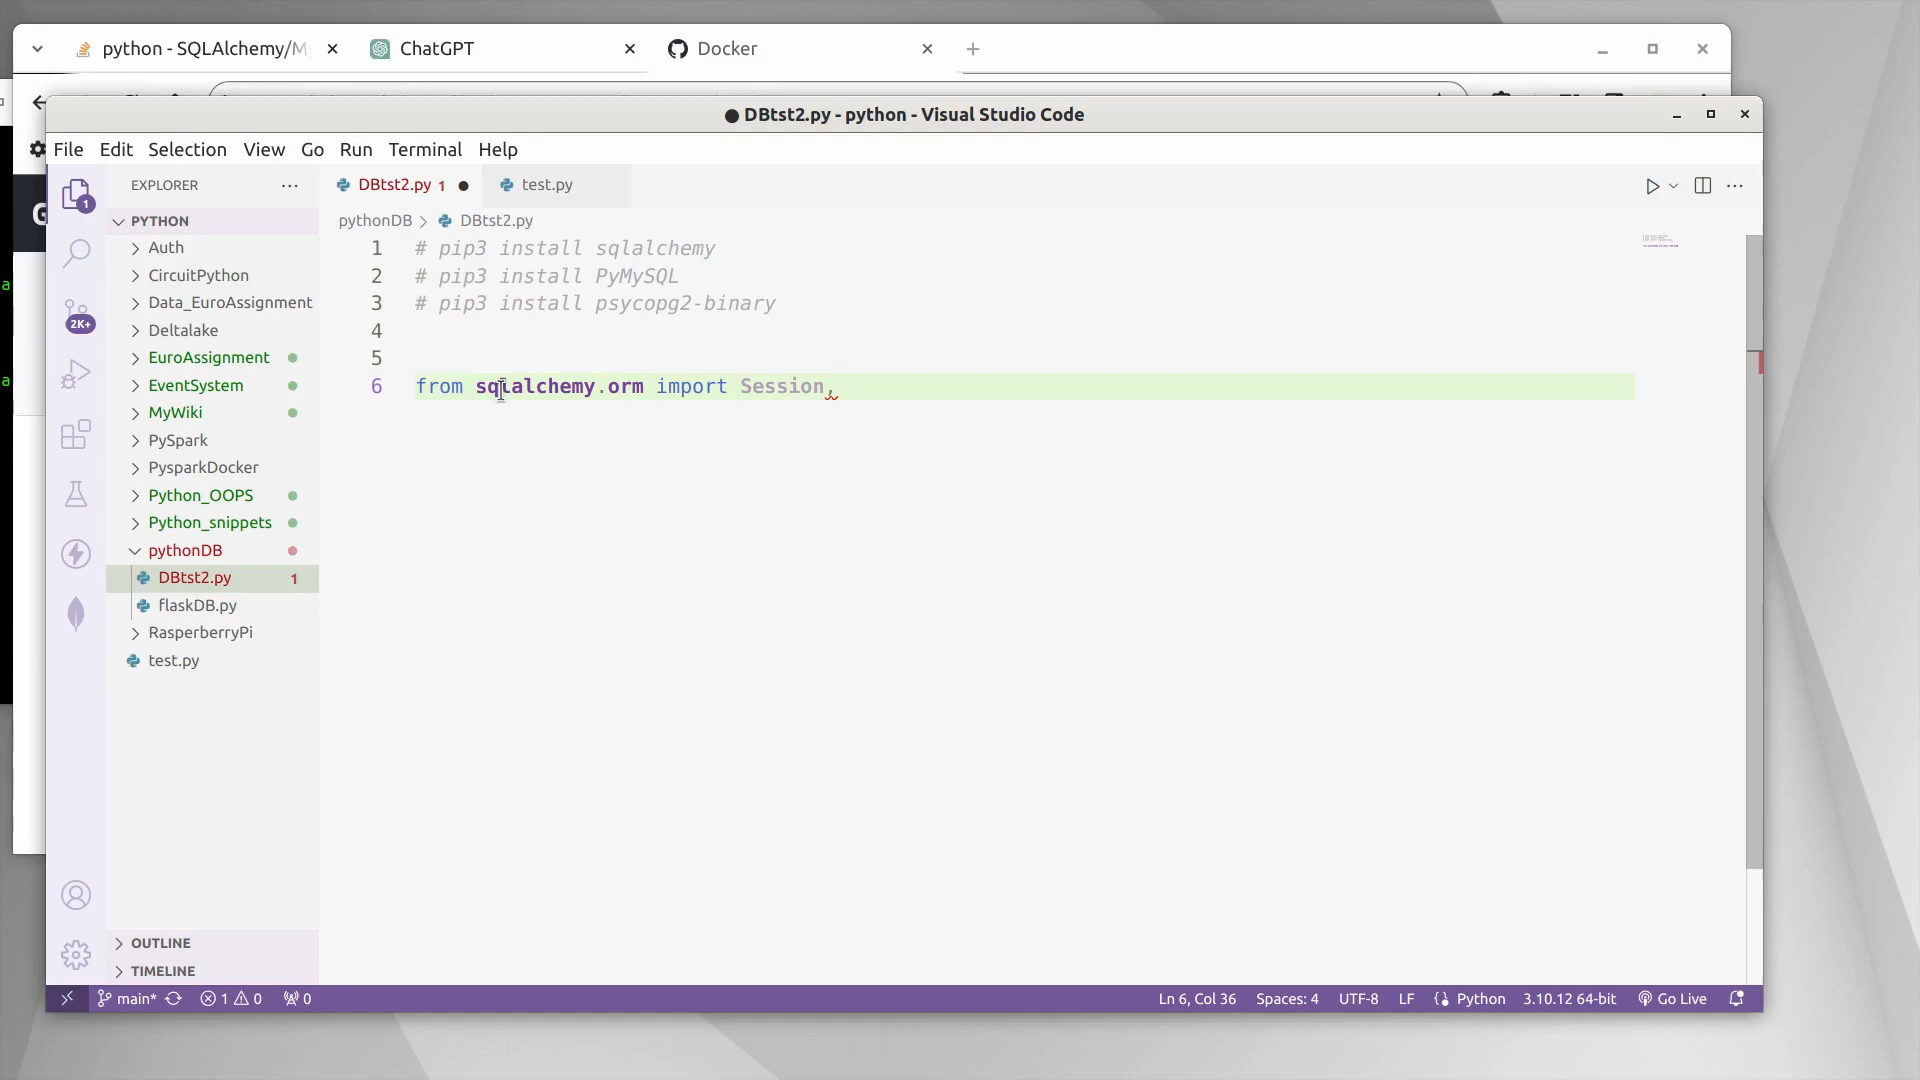 python - SQLAlchemy/My
ChatGPT
Docker
DBtst2.py - python - Visual Studio Code
File Edit Selection View Go Run Terminal Help
EXPLORER
DBtst2.py 1
test.py
1
PYTHON
pythonDB > DBtst2.py
Auth
CircuitPython
Data_EuroAssignment
Deltalake
EuroAssignment
EventSystem
MyWiki
PySpark
PysparkDocker
Python_OOPS
Python_snippets
pythonDB
DBtst2.py 1
flaskDB.py
RasperberryPi
test.py
2K+
1 # pip3 install sqlalchemy
2 # pip3 install PyMySQL
3 # pip3 install psycopg2-binary
4
5
6 from sqlalchemy.orm import Session,
OUTLINE
TIMELINE
main* 1 0 0 Ln 6, Col 36 Spaces: 4 UTF-8 LF Python 3.10.12 64-bit Go Live